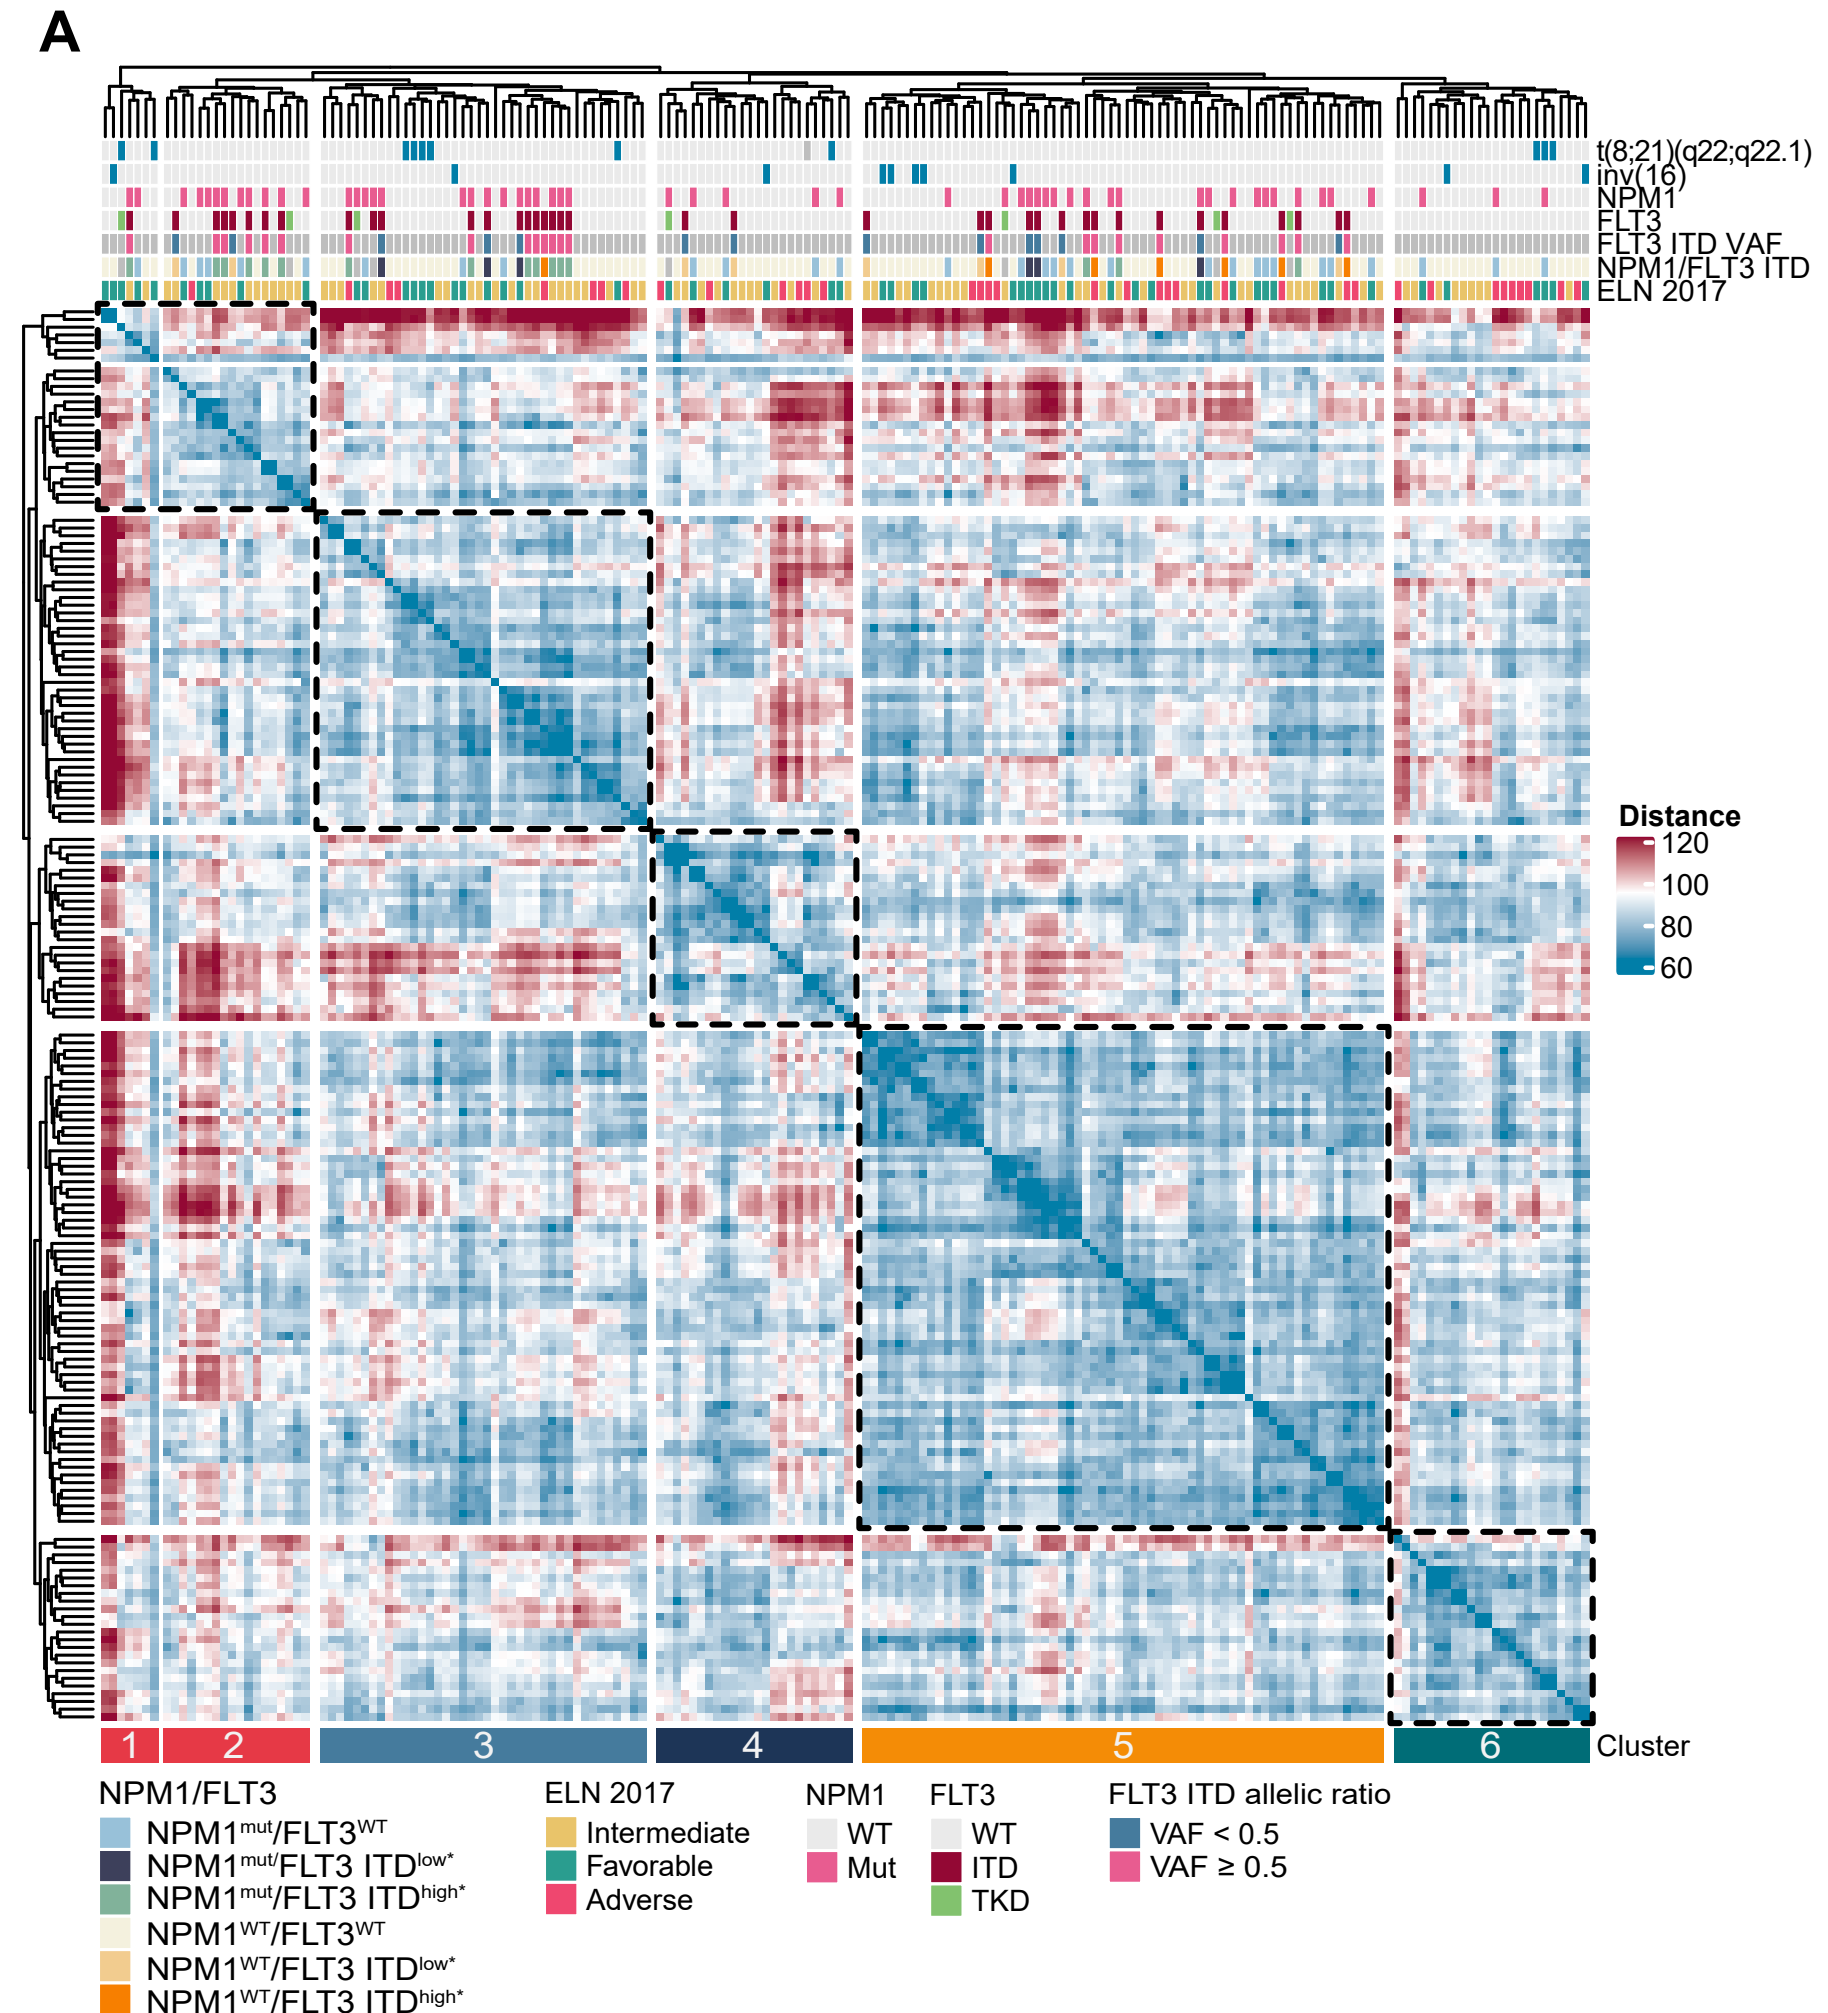 A
t(8;21)(q22;q22.1)
inv(16)
NPM1
FLT3
FLT3 ITD VAF
NPM1/FLT3 ITD
ELN 2017
Distance
120
100
80
60
1 2 3 4 5 6 Cluster
NPM1/FLT3
NPM1mut/FLT3WT
NPM1mut/FLT3 ITDlow*
NPM1mut/FLT3 ITDhigh*
NPM1WT/FLT3WT
NPM1WT/FLT3 ITDlow*
NPM1WT/FLT3 ITDhigh*
ELN 2017
Intermediate
Favorable
Adverse
NPM1
WT
Mut
FLT3
WT
ITD
TKD
FLT3 ITD allelic ratio
VAF < 0.5
VAF ≥ 0.5